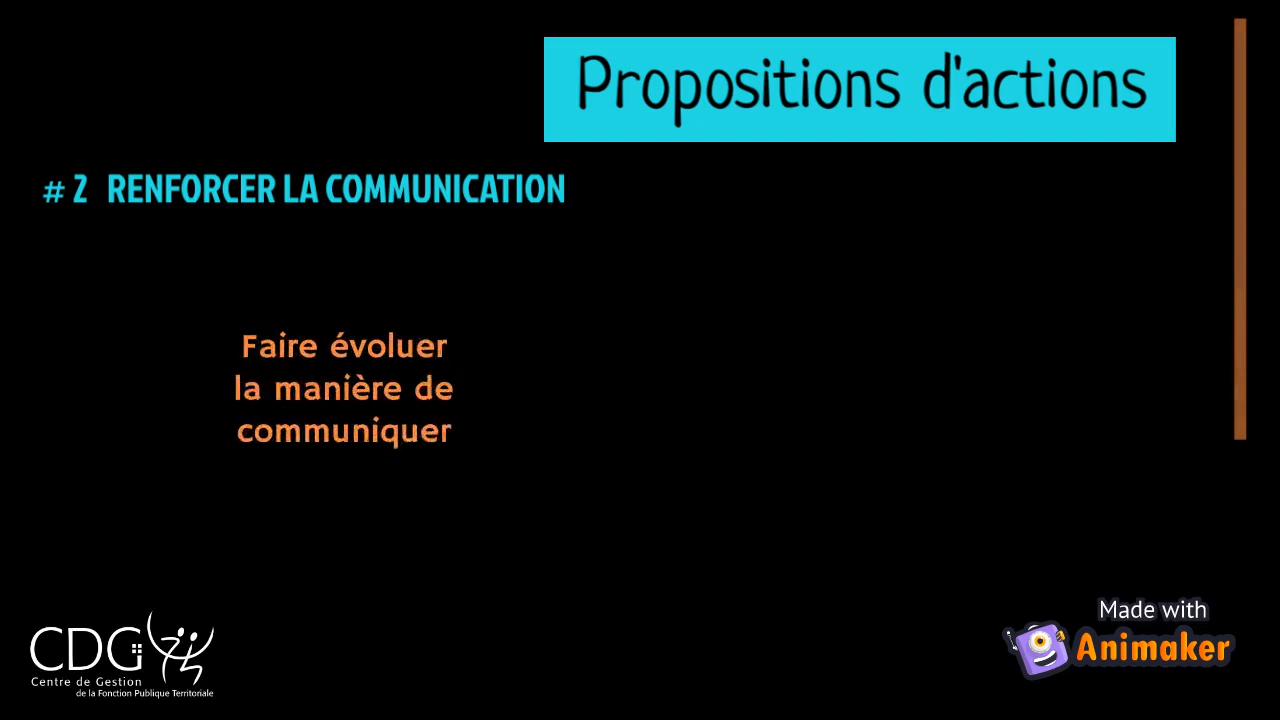 Propositions d'actions
# 2 RENFORCER LA COMMUNICATION
Faire évoluer
la manière de
communiquer
CDG
Centre de Gestion
de la Fonction Publique Territoriale
Made with
Animaker